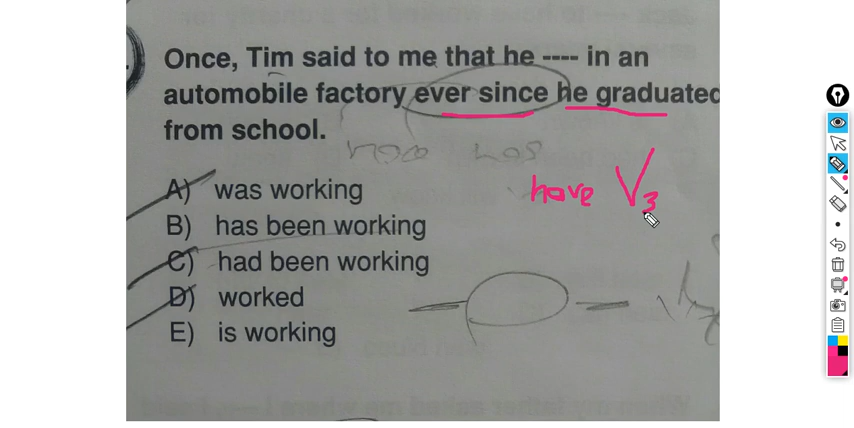 Once, Tim said to me that he ---- in an
automobile factory ever since he graduated
from school.
have V3
A) was working
B) has been working
C) had been working
D) worked
E) is working